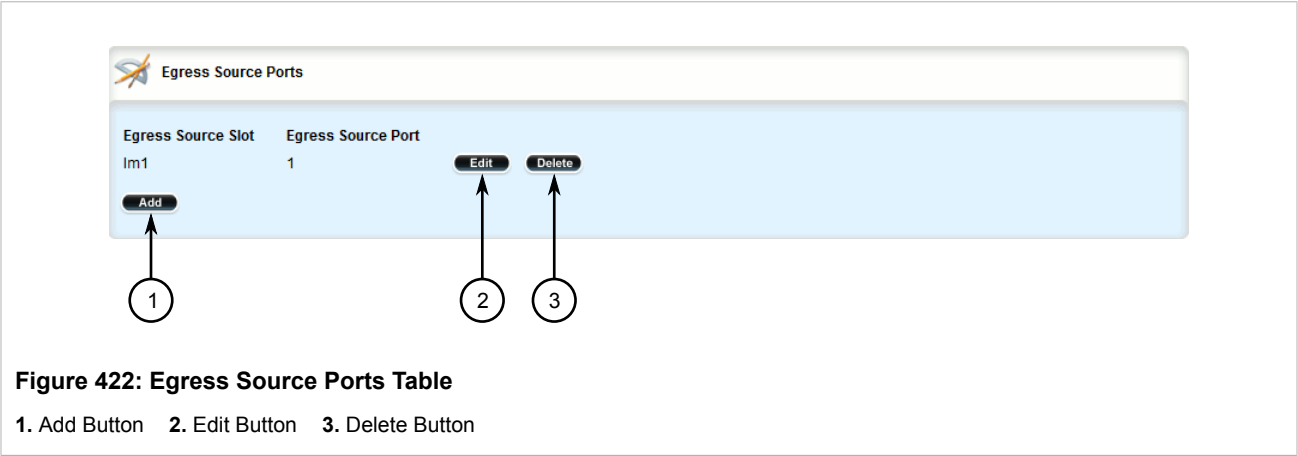 Egress Source Ports
Egress Source Slot Egress Source Port
lm1 1 Edit Delete
Add
1 2 3
Figure 422: Egress Source Ports Table
1. Add Button 2. Edit Button 3. Delete Button